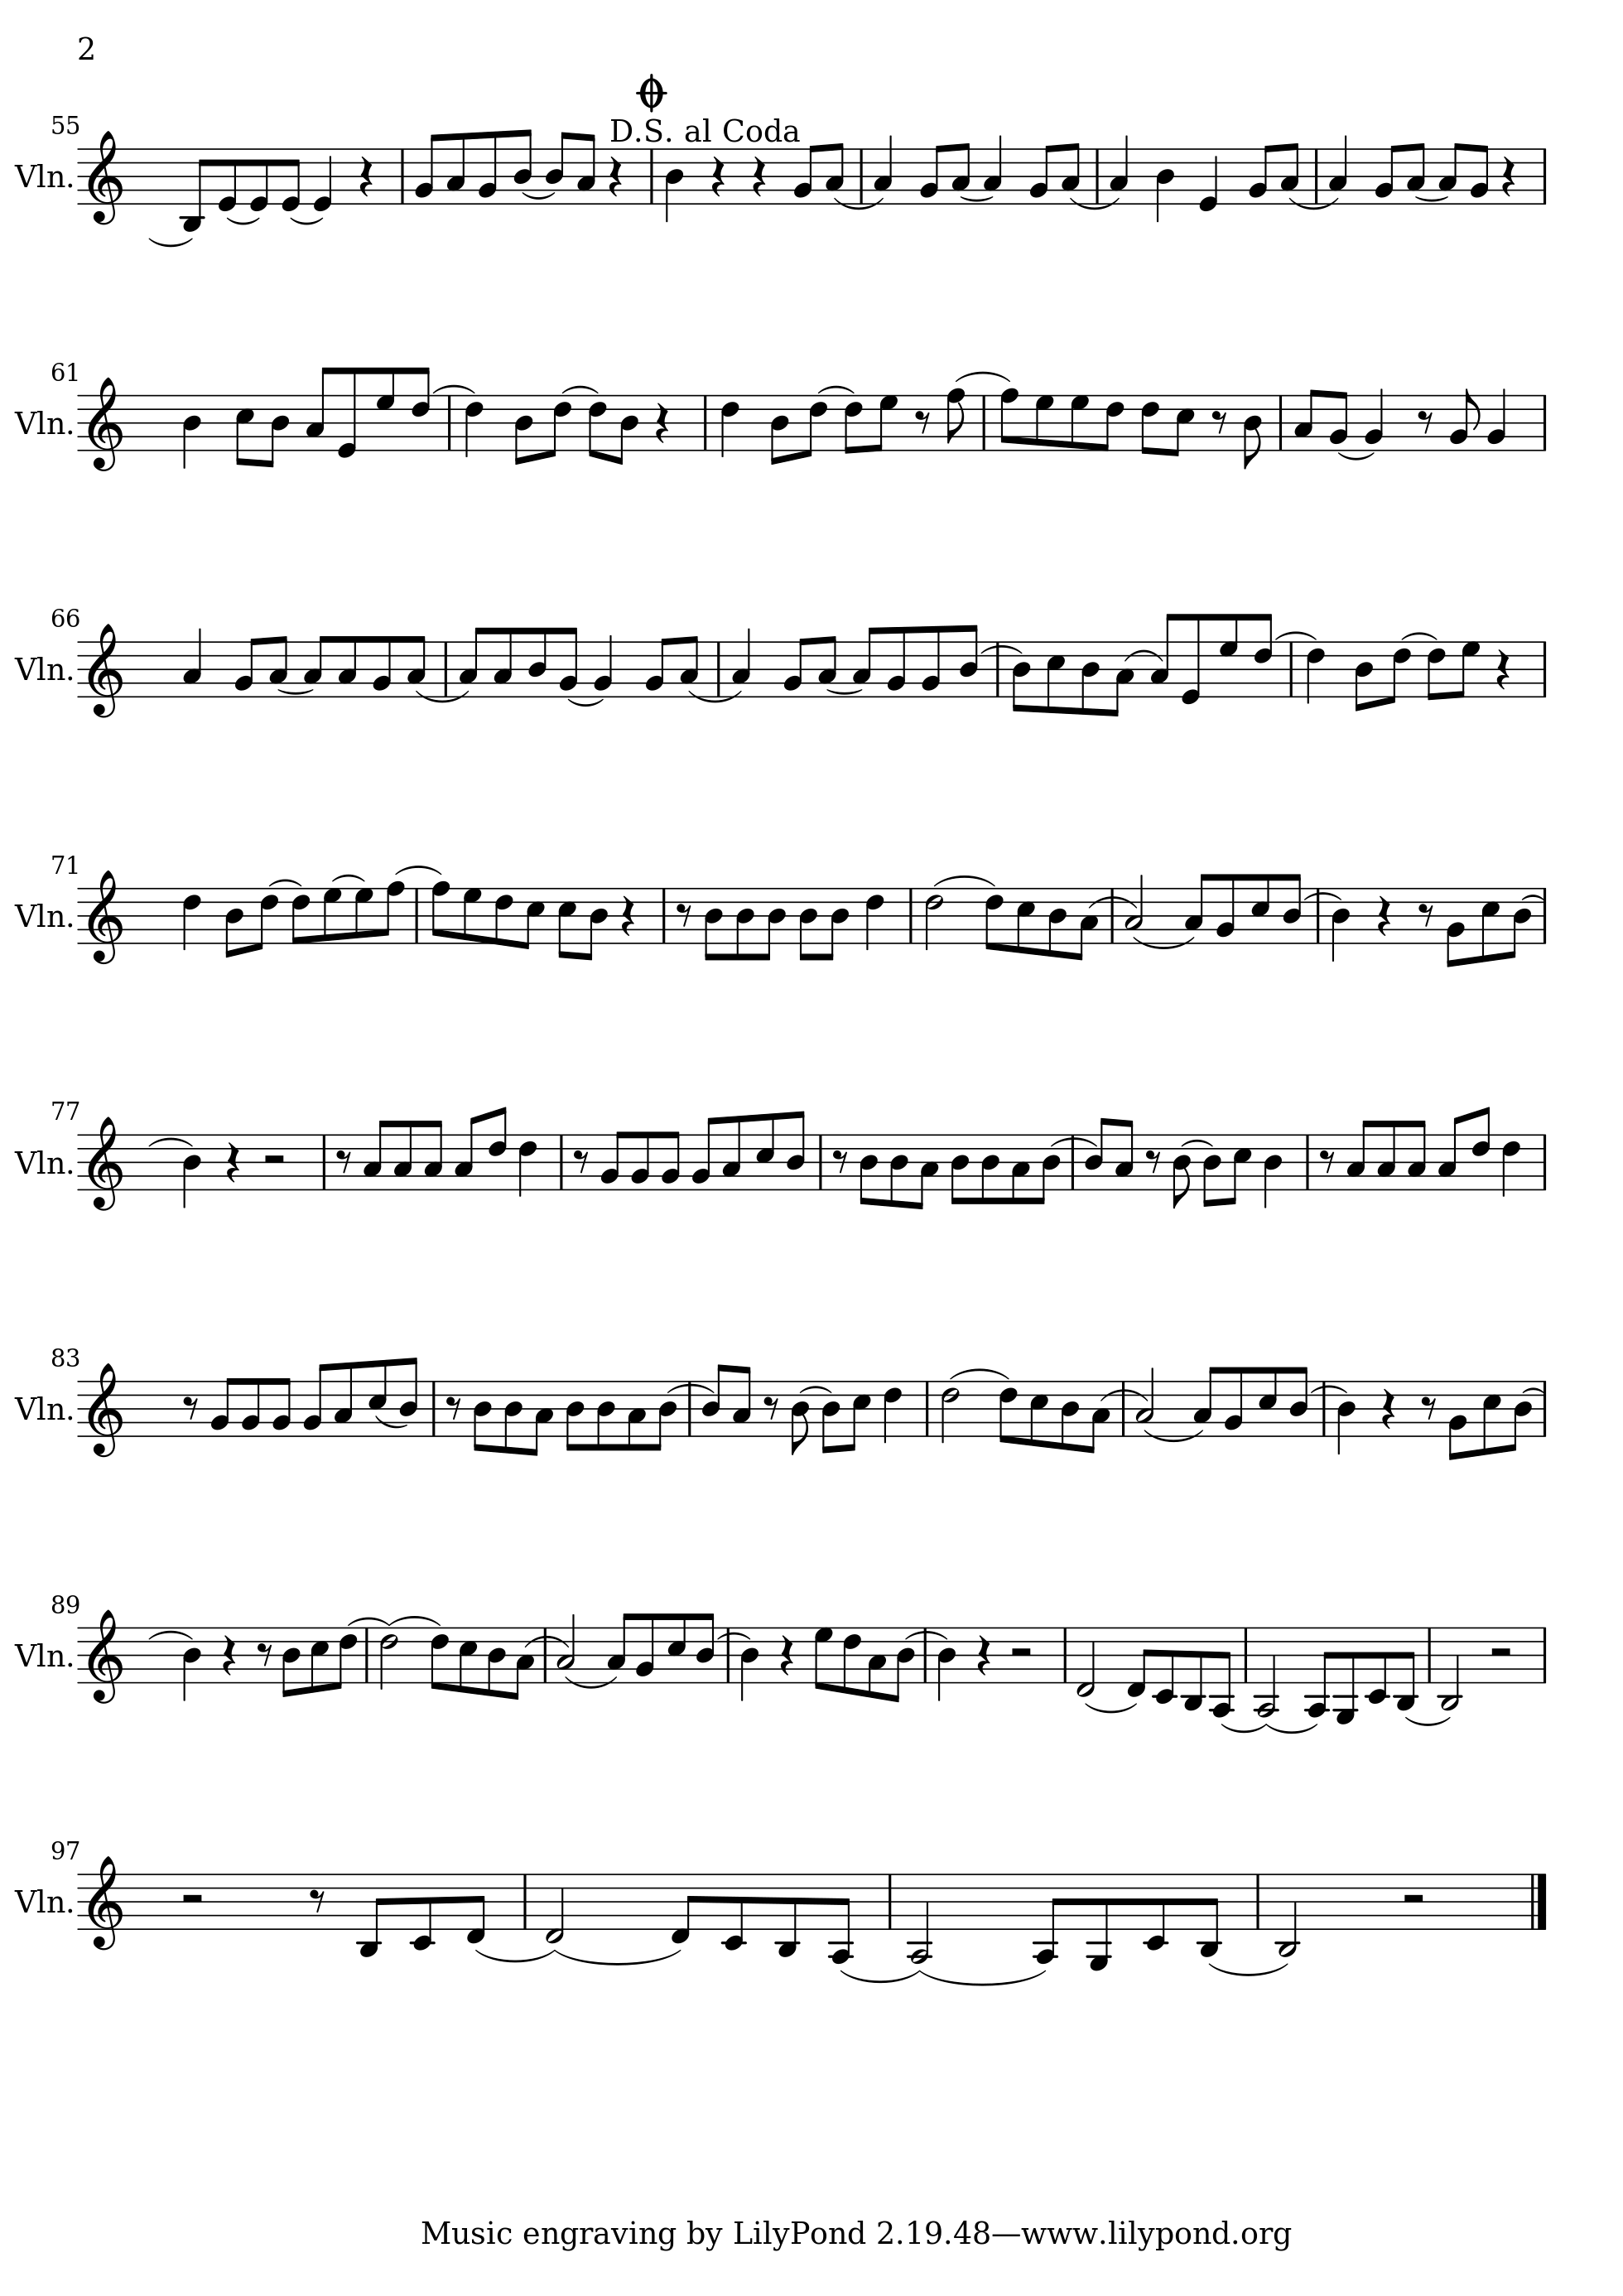 2
55
D.S. al Coda
Vln.
61
Vln.
66
Vln.
71
Vln.
77
Vln.
83
Vln.
89
Vln.
97
Vln.
Music engraving by LilyPond 2.19.48—www.lilypond.org